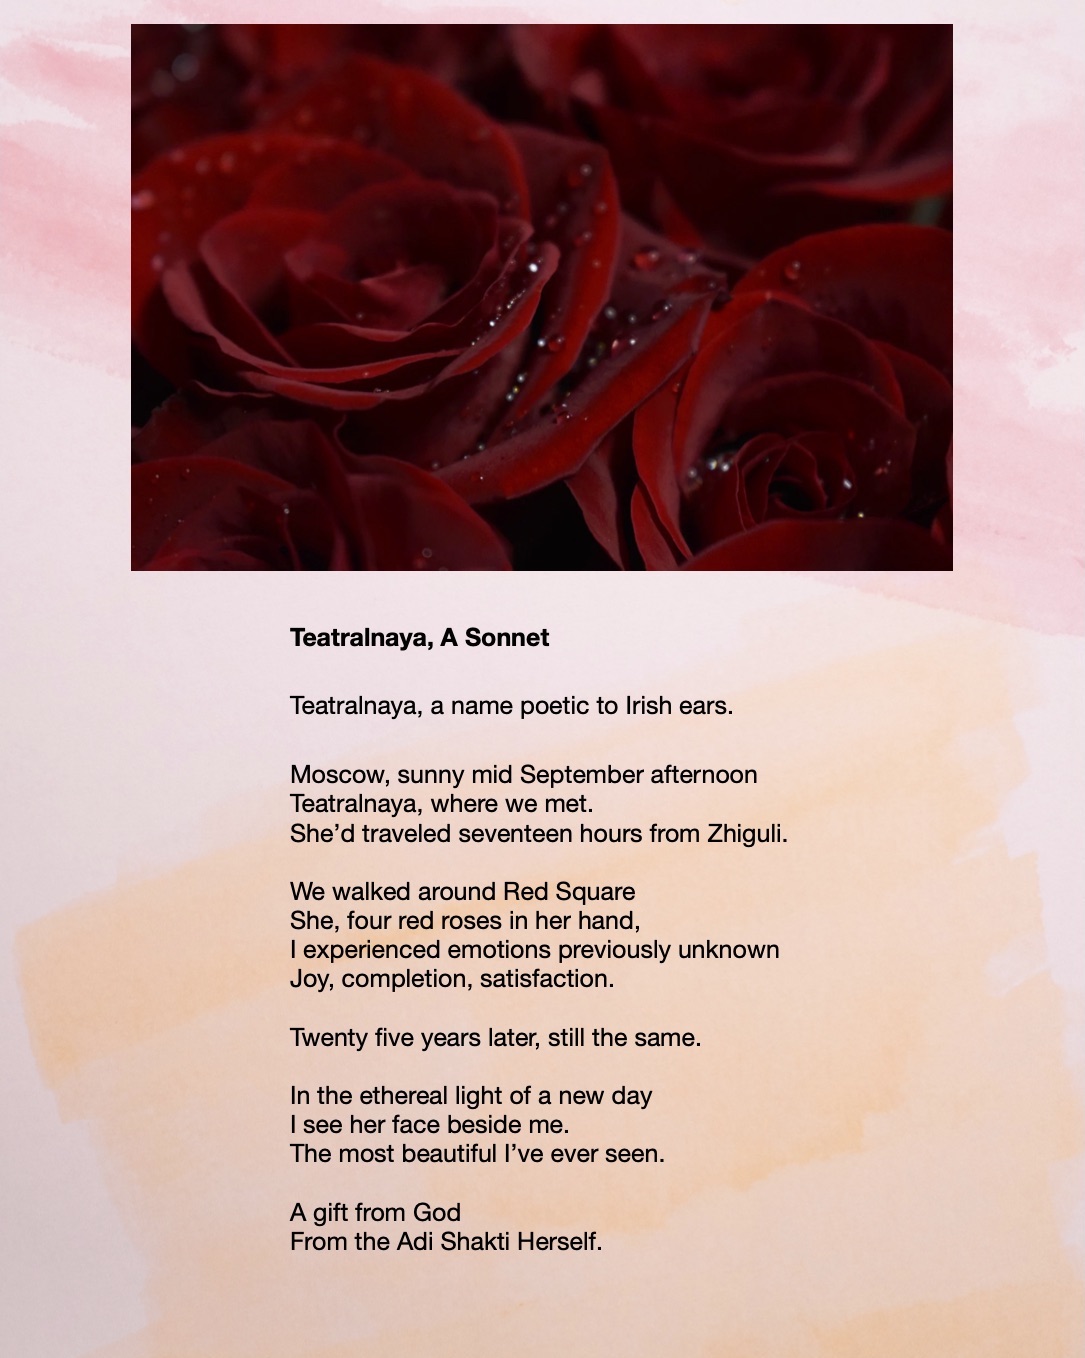 Teatralnaya, A Sonnet
Teatralnaya, a name poetic to Irish ears.
Moscow, sunny mid September afternoon
Teatralnaya, where we met.
She’d traveled seventeen hours from Zhiguli.
We walked around Red Square
She, four red roses in her hand,
I experienced emotions previously unknown
Joy, completion, satisfaction.
Twenty five years later, still the same.
In the ethereal light of a new day
I see her face beside me.
The most beautiful I’ve ever seen.
A gift from God
From the Adi Shakti Herself.